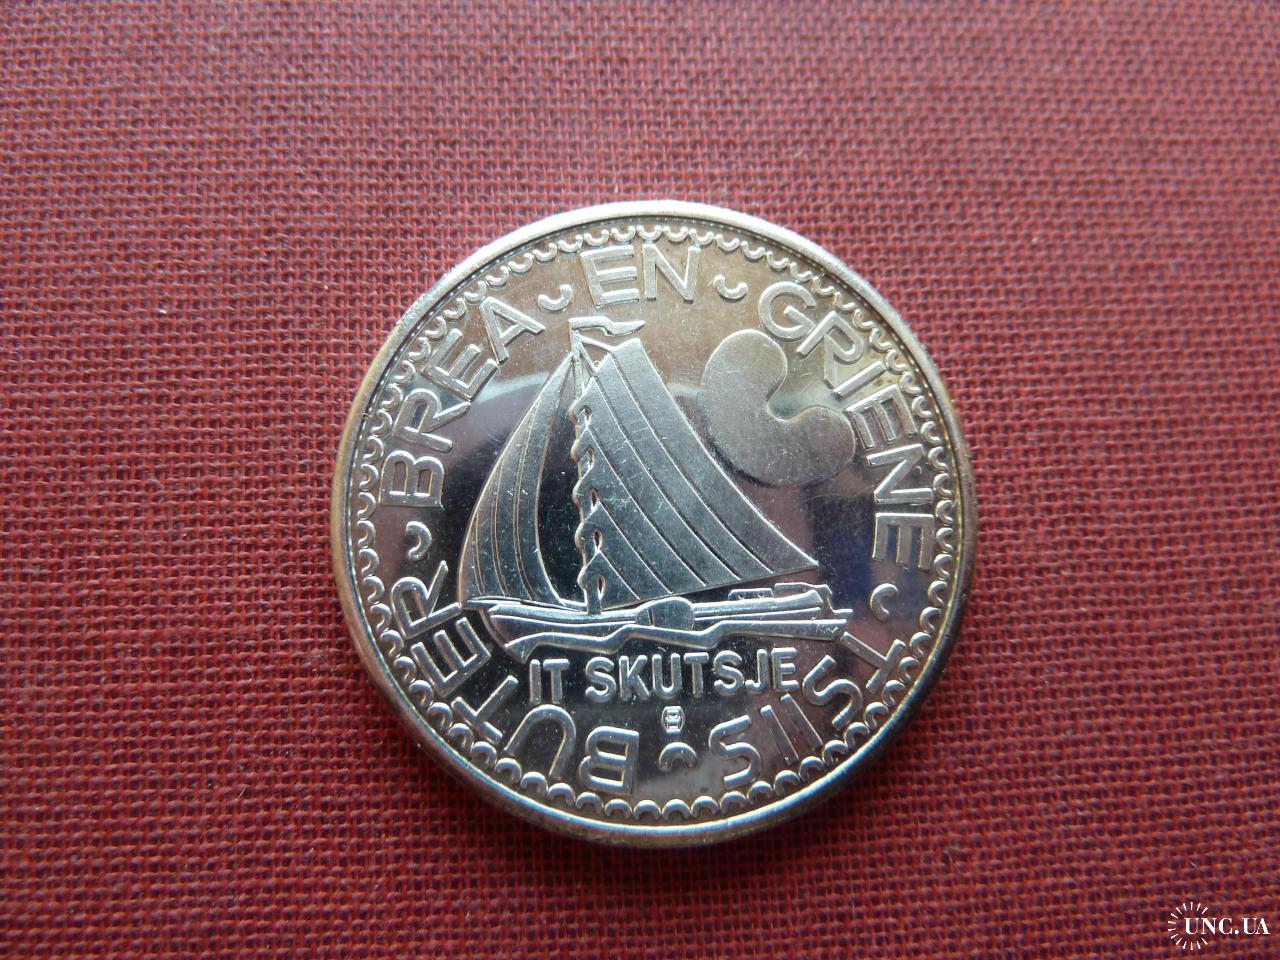 BUTER · BREA · EN · GRIENE · TSIIS ·
IT SKUTSJE
UNC.UA